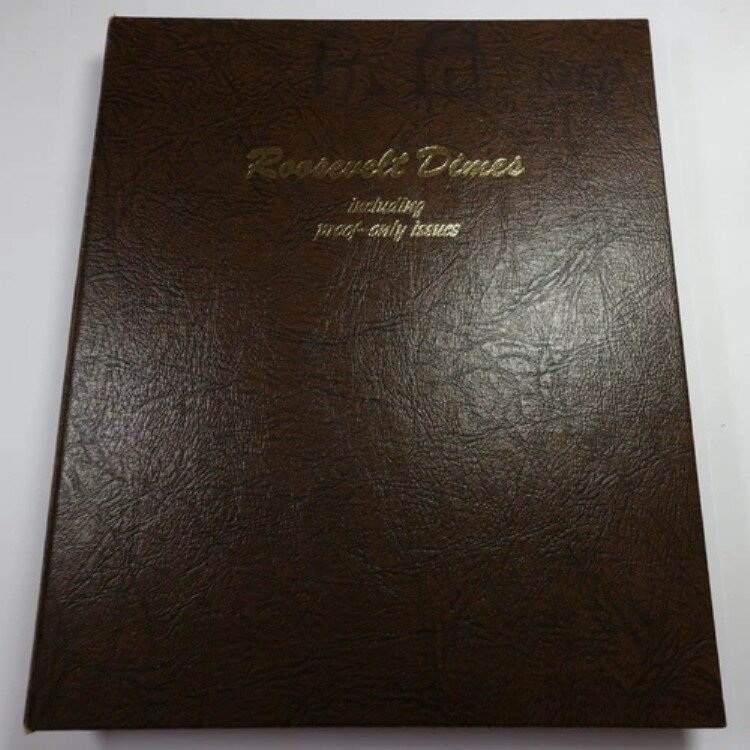 Roosevelt Dimes
including
proof-only issues